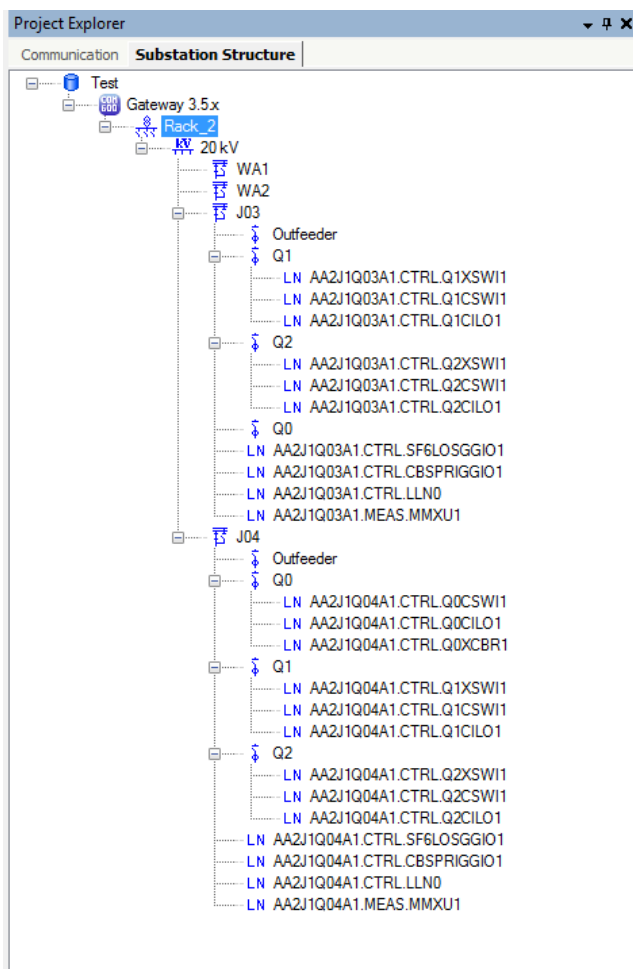 Project Explorer
Communication Substation Structure
Test
COM 600 Gateway 3.5.x
Rack_2
kV 20 kV
WA1
WA2
J03
Outfeeder
Q1
LN AA2J1Q03A1.CTRL.Q1XSWI1
LN AA2J1Q03A1.CTRL.Q1CSWI1
LN AA2J1Q03A1.CTRL.Q1CILO1
Q2
LN AA2J1Q03A1.CTRL.Q2XSWI1
LN AA2J1Q03A1.CTRL.Q2CSWI1
LN AA2J1Q03A1.CTRL.Q2CILO1
Q0
LN AA2J1Q03A1.CTRL.SF6LOSGGIO1
LN AA2J1Q03A1.CTRL.CBSPRIGGIO1
LN AA2J1Q03A1.CTRL.LLN0
LN AA2J1Q03A1.MEAS.MMXU1
J04
Outfeeder
Q0
LN AA2J1Q04A1.CTRL.Q0CSWI1
LN AA2J1Q04A1.CTRL.Q0CILO1
LN AA2J1Q04A1.CTRL.Q0XCBR1
Q1
LN AA2J1Q04A1.CTRL.Q1XSWI1
LN AA2J1Q04A1.CTRL.Q1CSWI1
LN AA2J1Q04A1.CTRL.Q1CILO1
Q2
LN AA2J1Q04A1.CTRL.Q2XSWI1
LN AA2J1Q04A1.CTRL.Q2CSWI1
LN AA2J1Q04A1.CTRL.Q2CILO1
LN AA2J1Q04A1.CTRL.SF6LOSGGIO1
LN AA2J1Q04A1.CTRL.CBSPRIGGIO1
LN AA2J1Q04A1.CTRL.LLN0
LN AA2J1Q04A1.MEAS.MMXU1